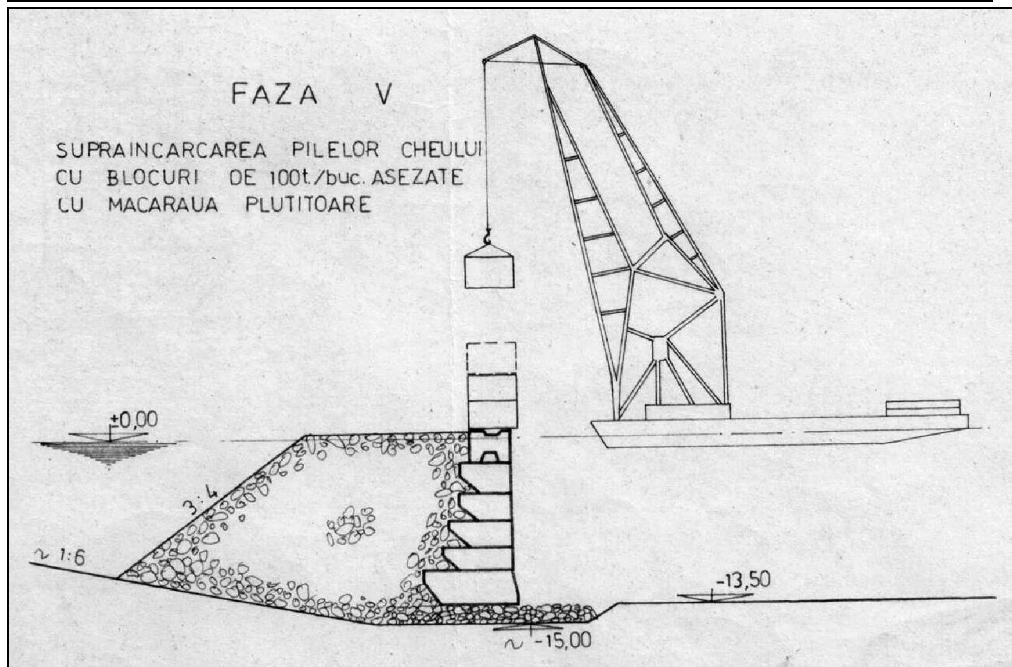 FAZA V
SUPRAINCARCAREA PILELOR CHEULUI
CU BLOCURI DE 100t/buc. ASEZATE
CU MACARAUA PLUTITOARE
±0,00
3:4
~ 1:6
-13,50
~ -15,00